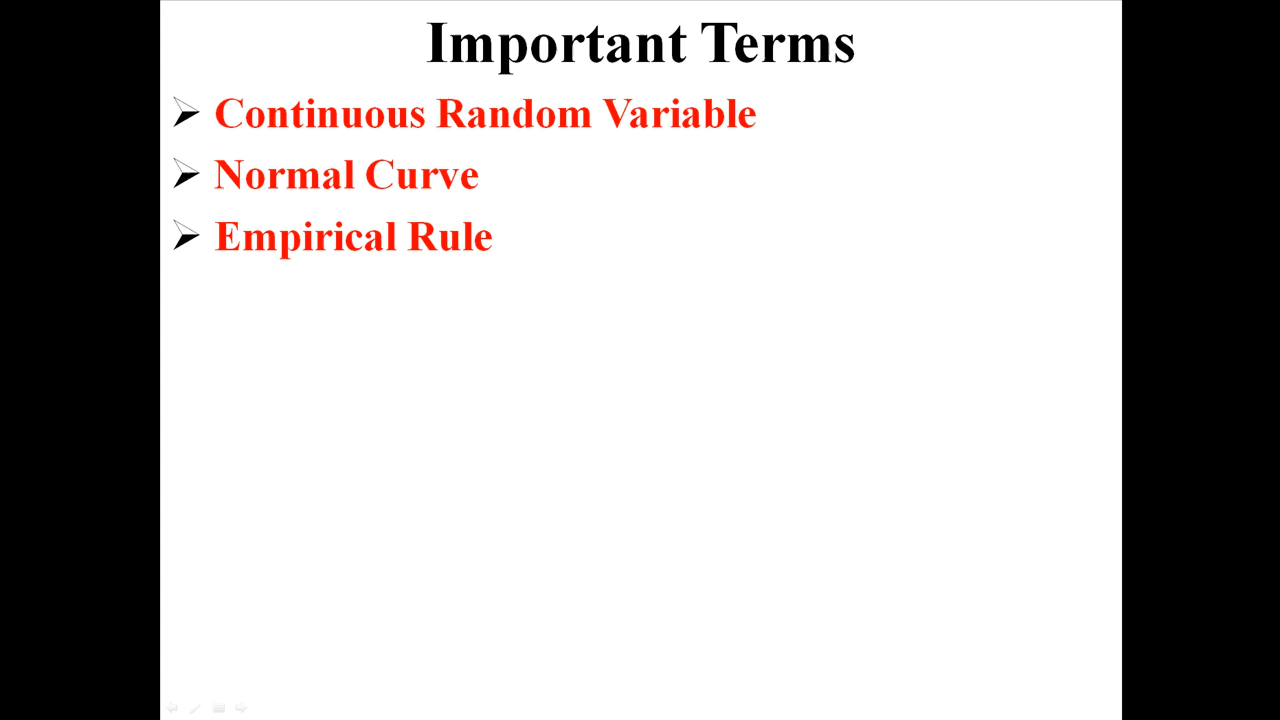 Important Terms
Continuous Random Variable
Normal Curve
Empirical Rule